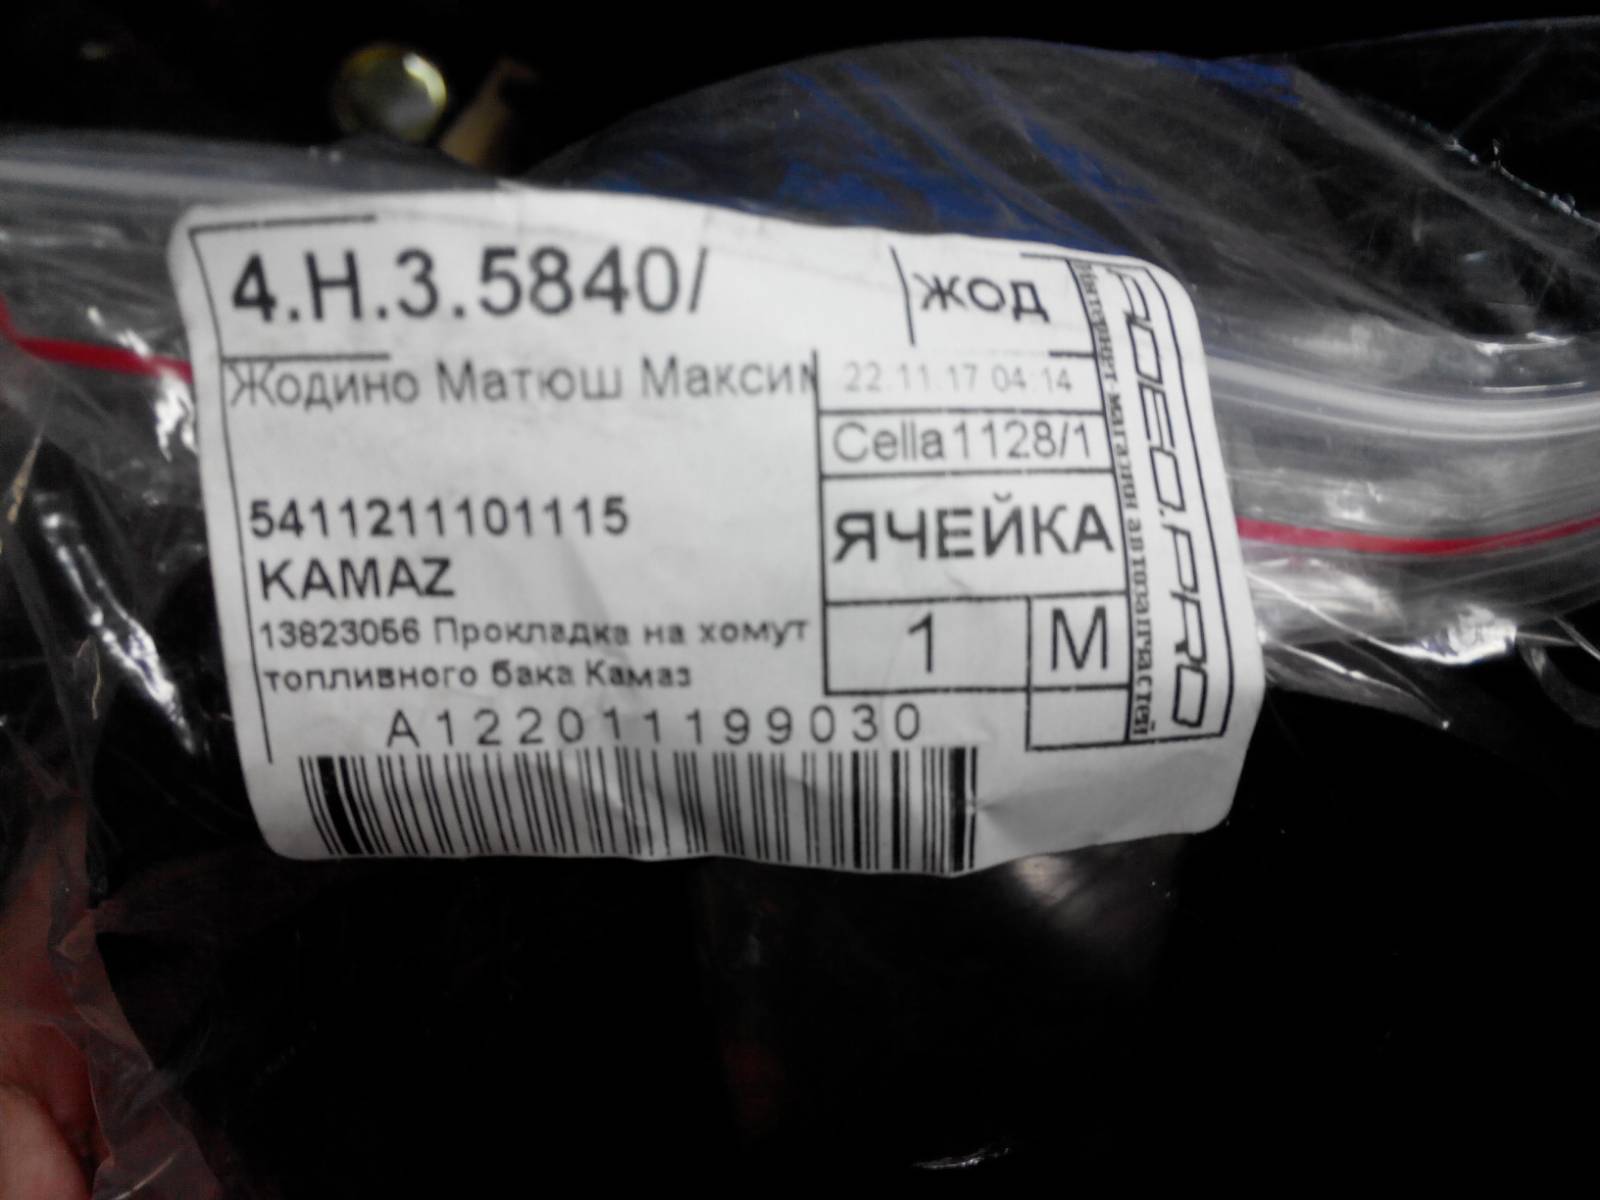 4.Н.3.5840/
ЖОД
Жодино Матюш Максим
22.11.17 04:14
Cella1128/1
5411211101115
ЯЧЕЙКА
KAMAZ
13823056 Прокладка на хомут
топливного бака Камаз
1
М
A122011199030
Интернет-магазин автозапчастей
RODEO.PRO